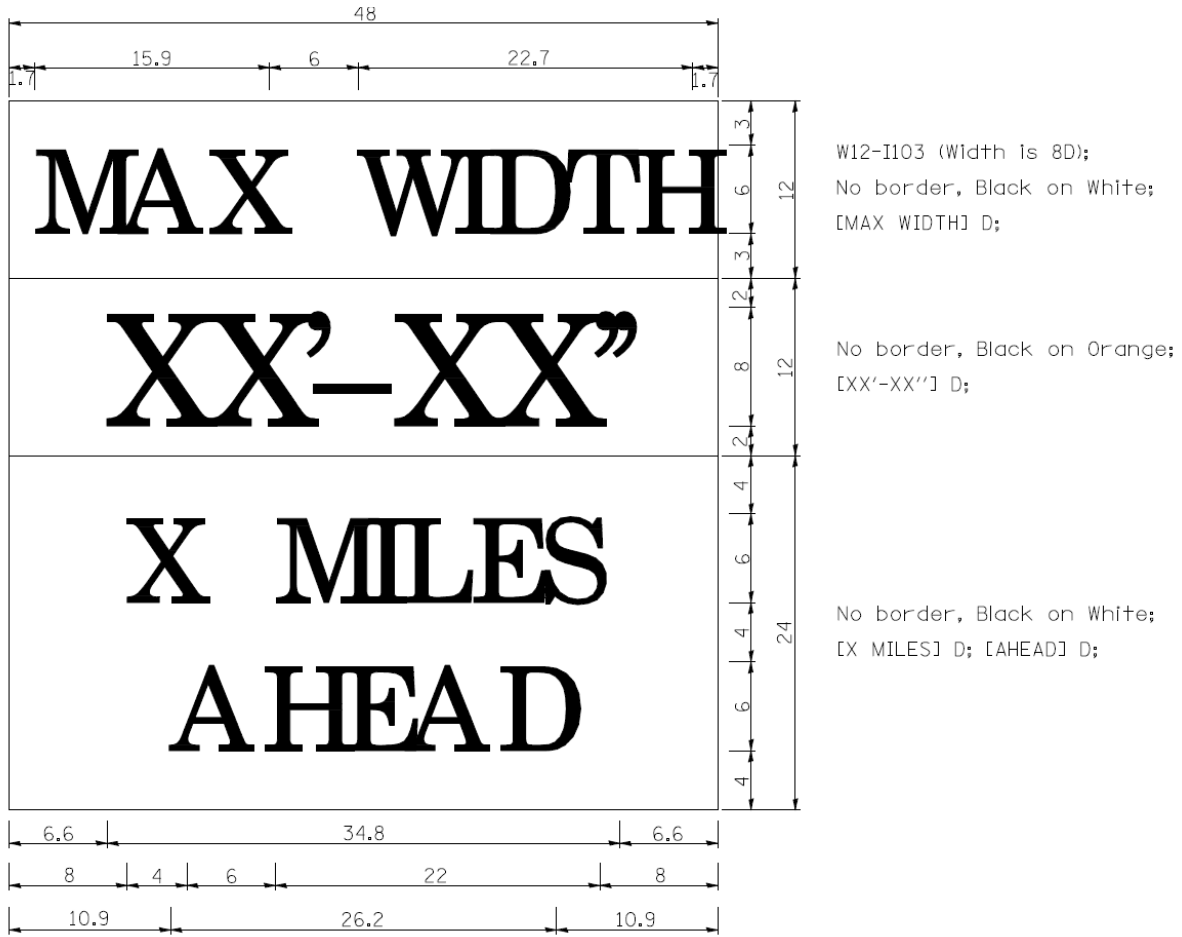 48
1.7 15.9 6 22.7 1.7
MAX WIDTH
3
6
3
12
W12-I103 (Width is 8D);
No border, Black on White;
[MAX WIDTH] D;
XX’–XX”
2
8
2
12
No border, Black on Orange;
[XX'-XX''] D;
X MILES
AHEAD
4
6
4
6
4
24
No border, Black on White;
[X MILES] D; [AHEAD] D;
6.6 34.8 6.6
8 4 6 22 8
10.9 26.2 10.9